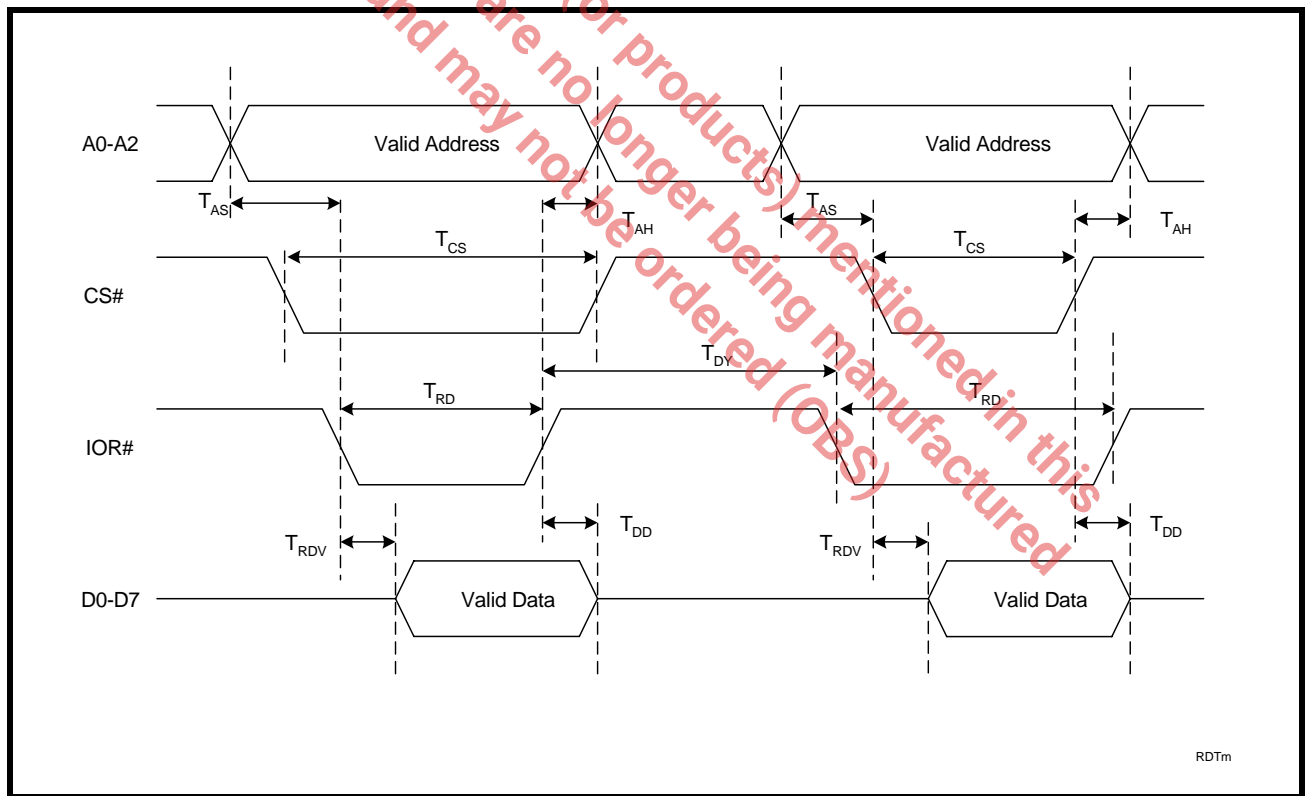 (or products) mentioned in this
are no longer being manufactured
and may not be ordered (OBS)
A0-A2
Valid Address
Valid Address
TAS
TAH
TAS
TAH
TCS
TCS
CS#
TDY
TRD
TRD
IOR#
TRDV
TDD
TRDV
TDD
D0-D7
Valid Data
Valid Data
RDTm